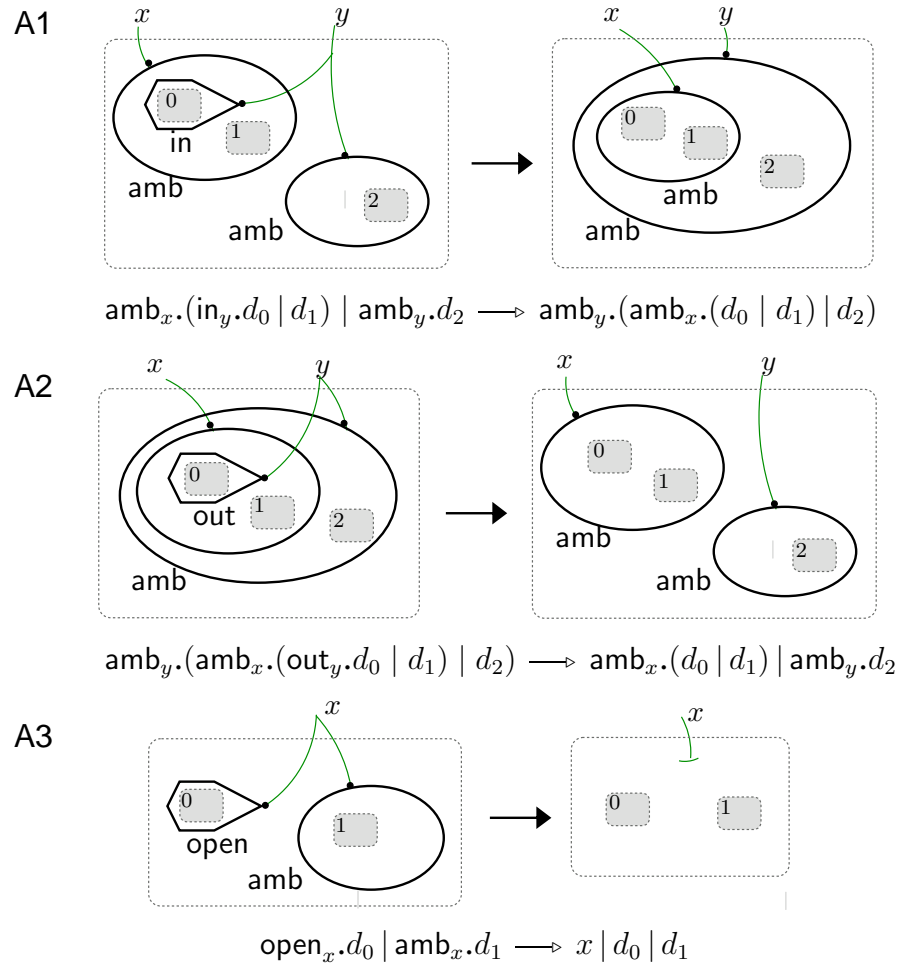 A1
x y x y
0 0
in 1 1
amb amb
2 2
amb amb
amb_x.(in_y.d_0 | d_1) | amb_y.d_2 ⟶ amb_y.(amb_x.(d_0 | d_1) | d_2)
A2
x y x y
0 0
out 1 2 1
amb amb
2
amb
amb_y.(amb_x.(out_y.d_0 | d_1) | d_2) ⟶ amb_x.(d_0 | d_1) | amb_y.d_2
A3
x x
0 1 0 1
open
amb
open_x.d_0 | amb_x.d_1 ⟶ x | d_0 | d_1